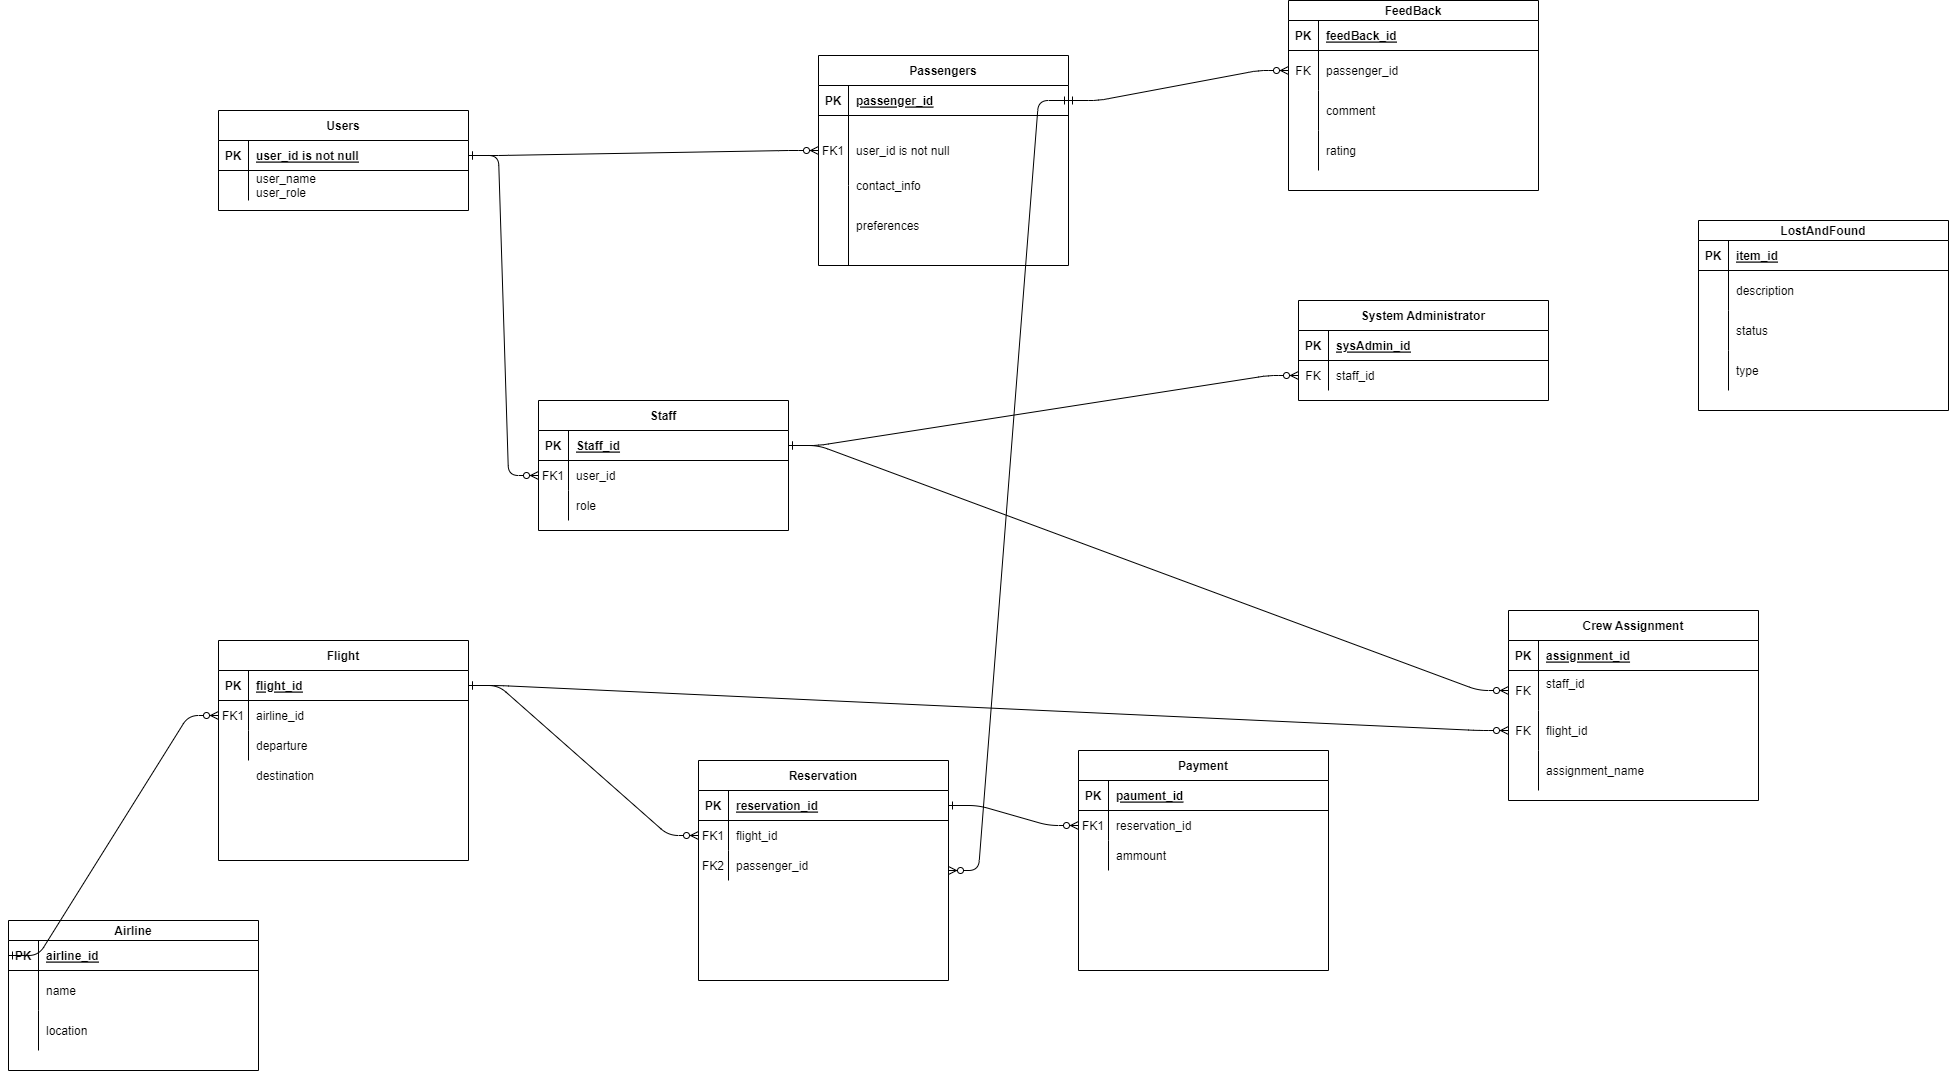 FeedBack
PK feedBack_id
FK passenger_id
comment
rating
Passengers
PK passenger_id
FK1 user_id is not null
contact_info
preferences
Users
PK user_id is not null
user_name
user_role
LostAndFound
PK item_id
description
status
type
System Administrator
PK sysAdmin_id
FK staff_id
Staff
PK Staff_id
FK1 user_id
role
Crew Assignment
PK assignment_id
FK staff_id
FK flight_id
assignment_name
Flight
PK flight_id
FK1 airline_id
departure
destination
Reservation
PK reservation_id
FK1 flight_id
FK2 passenger_id
Payment
PK paument_id
FK1 reservation_id
ammount
Airline
PK airline_id
name
location